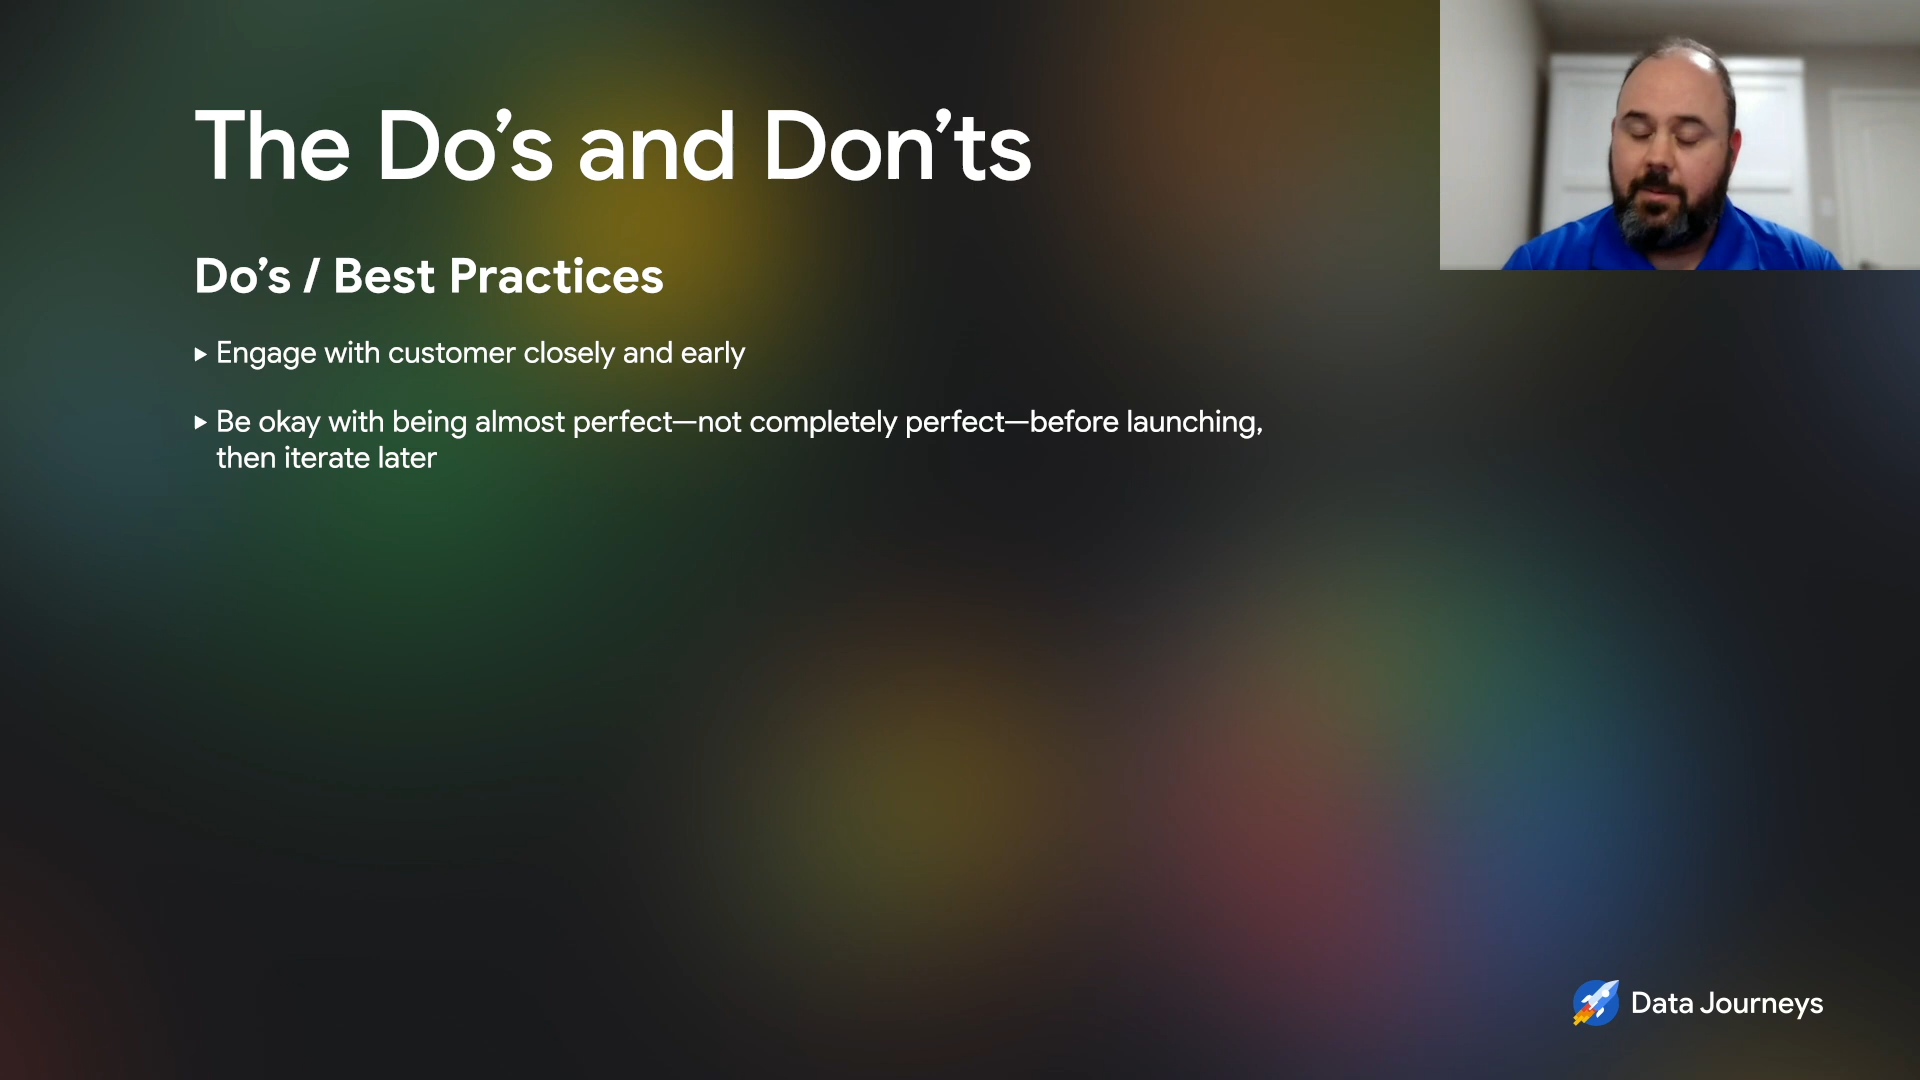 The Do’s and Don’ts
Do’s / Best Practices
▸ Engage with customer closely and early
▸ Be okay with being almost perfect—not completely perfect—before launching,
then iterate later
Data Journeys